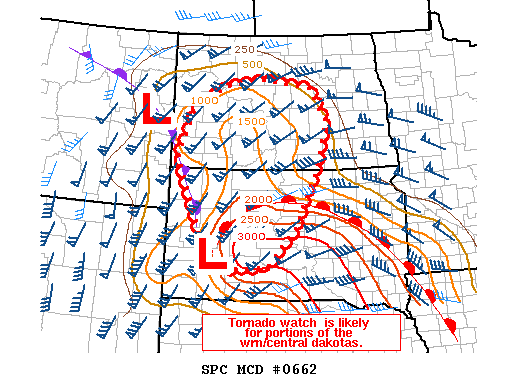 250
500
1000
1500
L
2000
2500
3000
L
Tornado watch is likely
for portions of the
wrn/central dakotas.
SPC MCD #0662